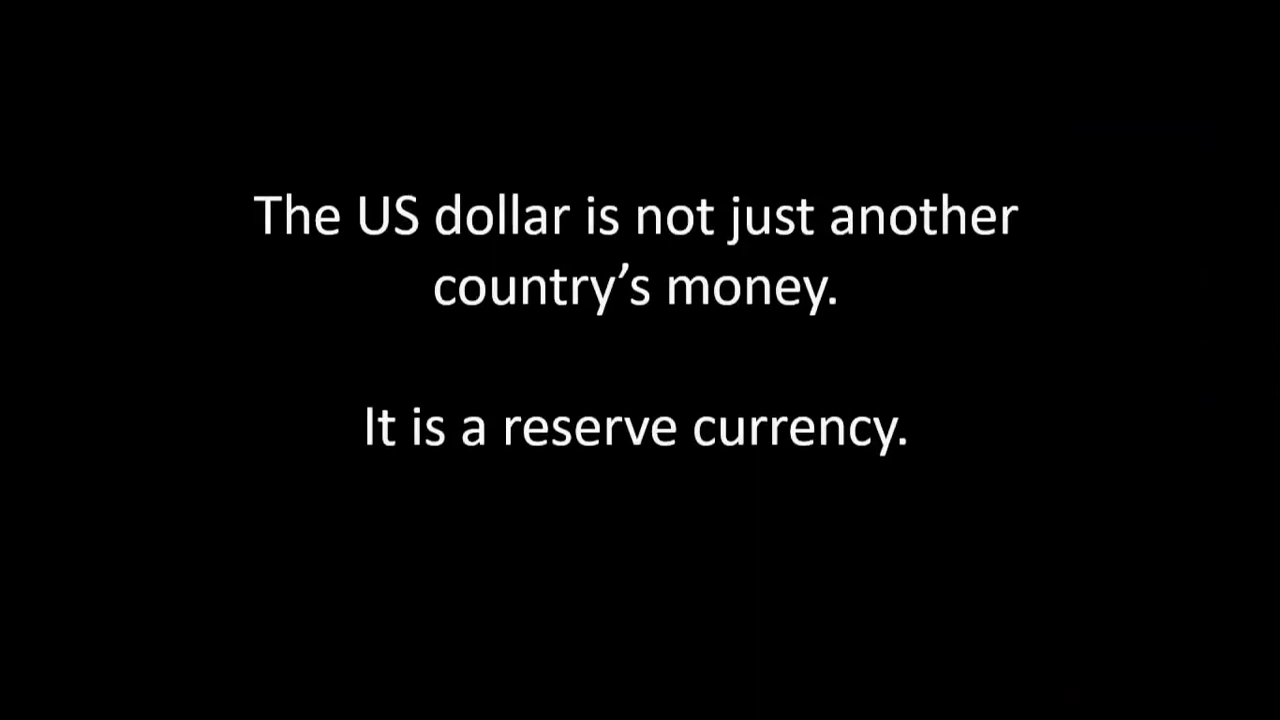 The US dollar is not just another
country’s money.
It is a reserve currency.